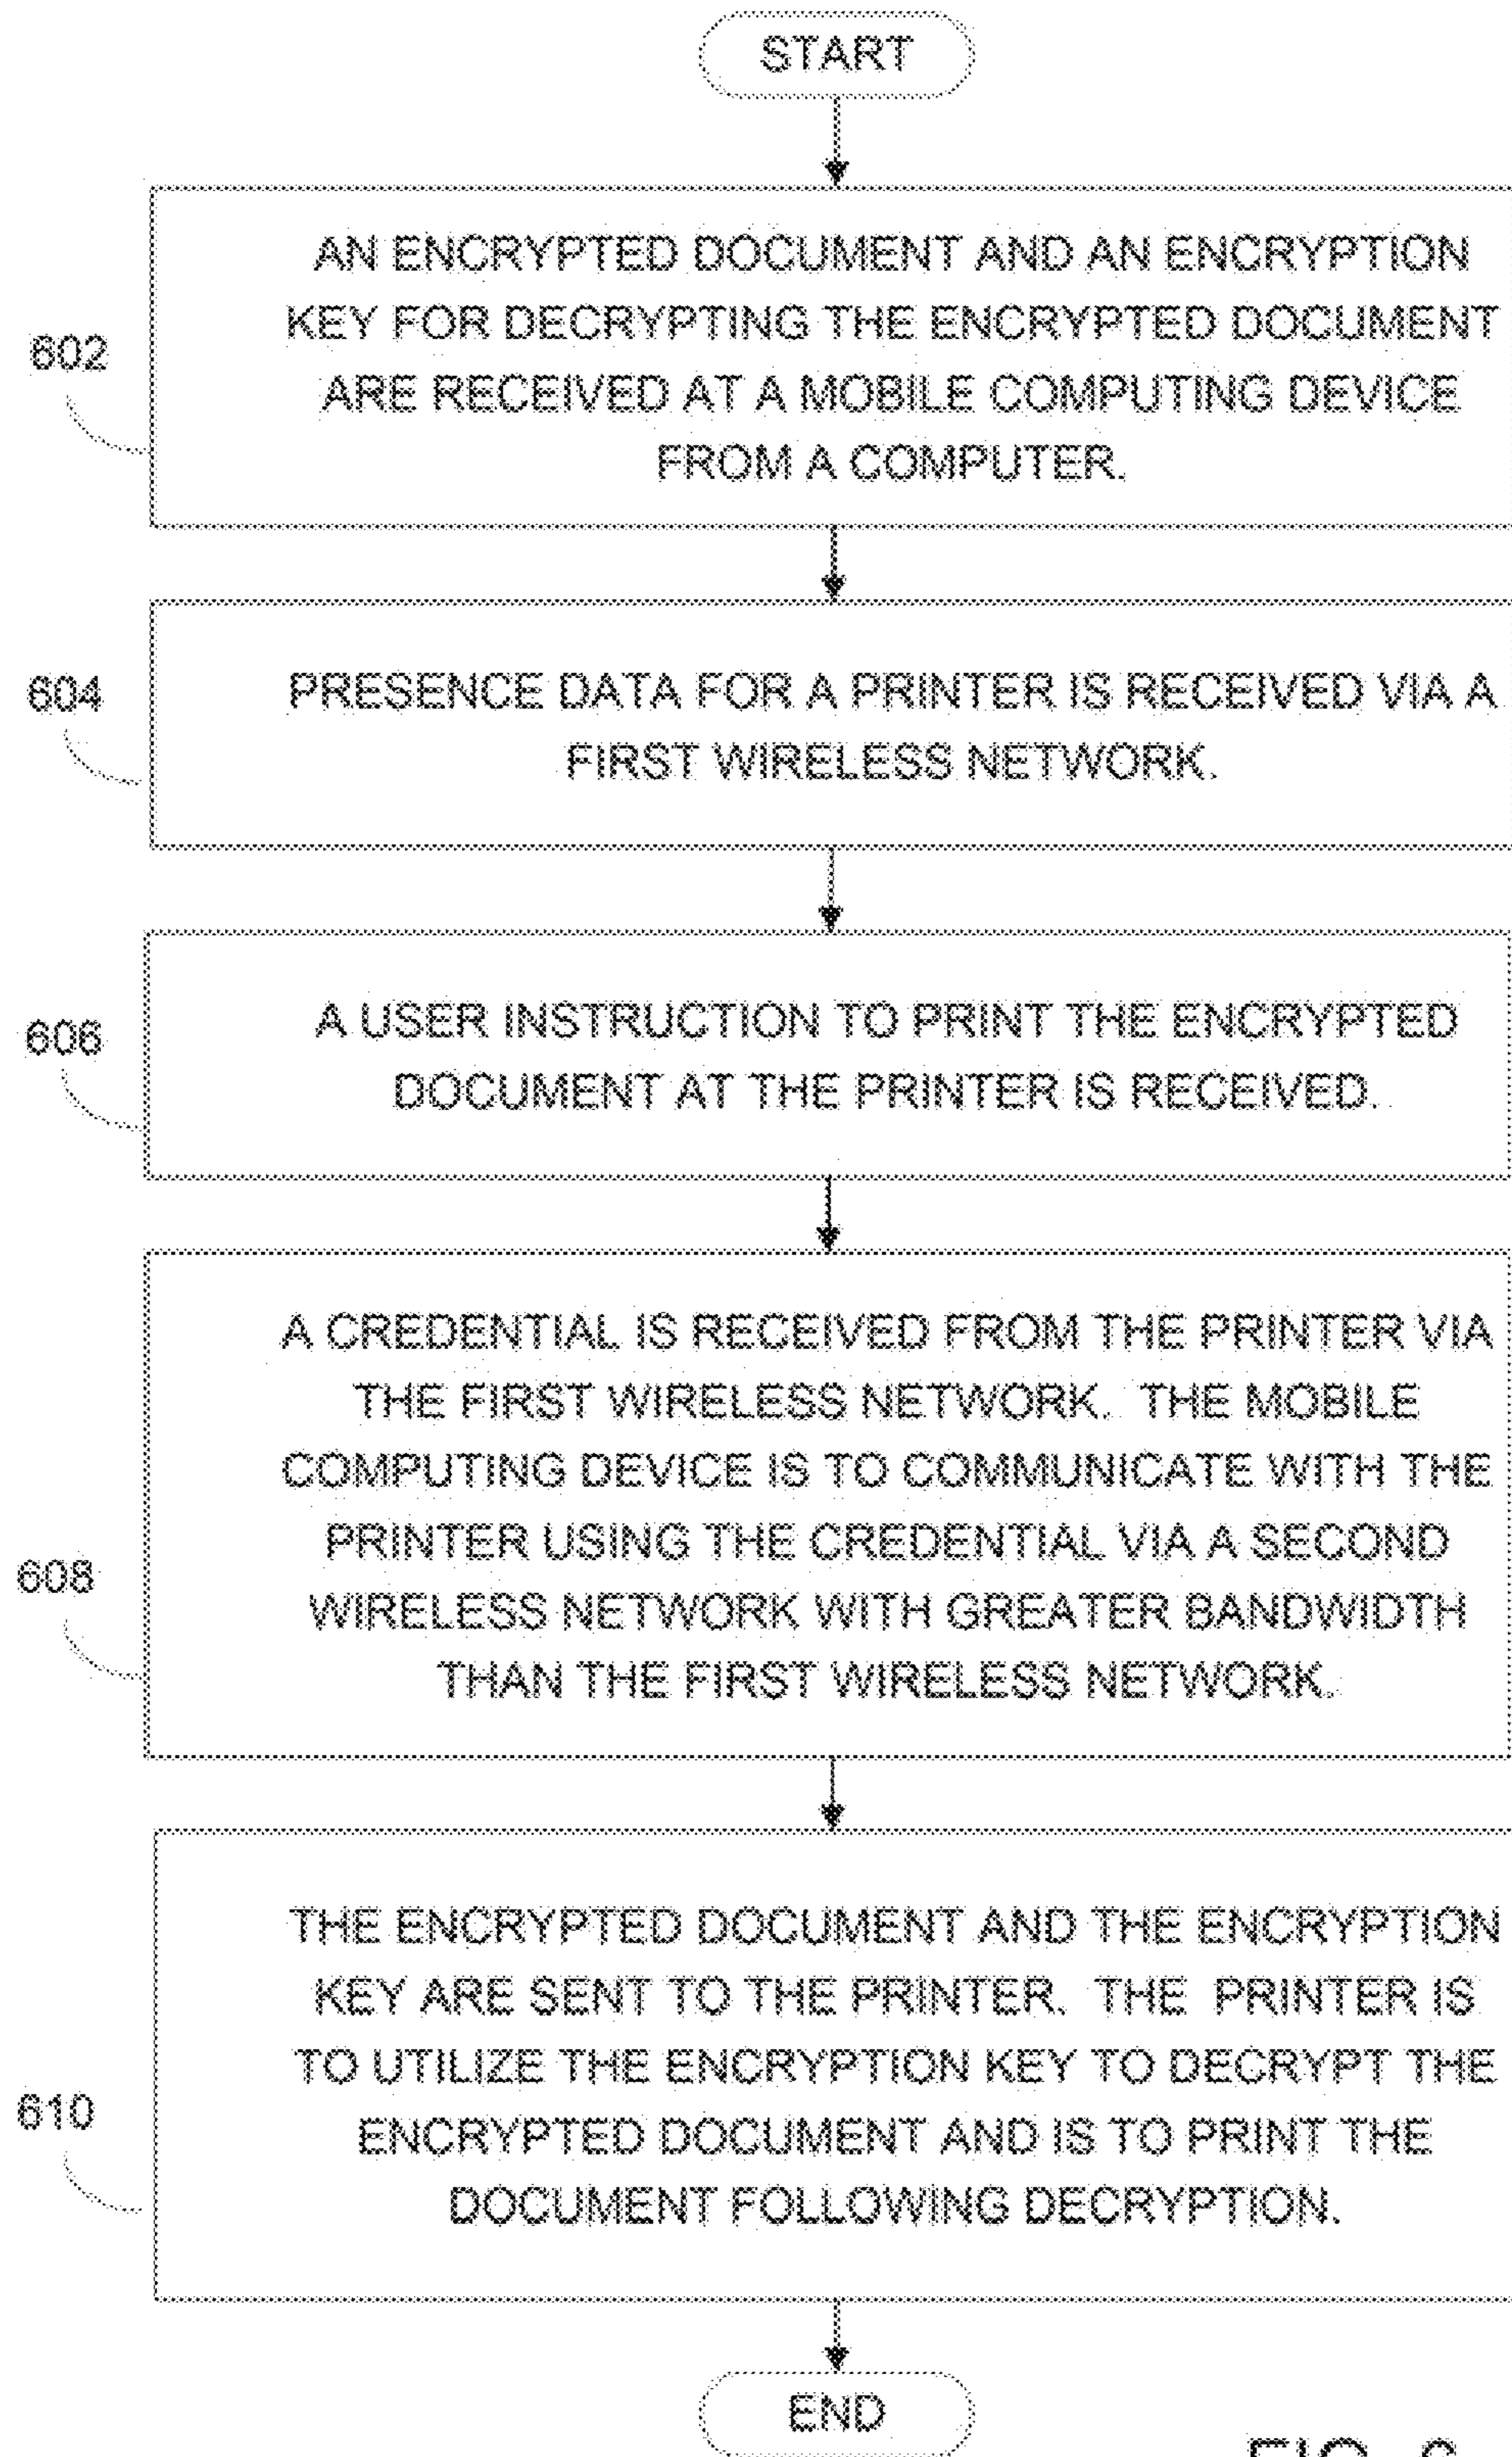 START
AN ENCRYPTED DOCUMENT AND AN ENCRYPTION
KEY FOR DECRYPTING THE ENCRYPTED DOCUMENT
ARE RECEIVED AT A MOBILE COMPUTING DEVICE
FROM A COMPUTER.
602
PRESENCE DATA FOR A PRINTER IS RECEIVED VIA A
FIRST WIRELESS NETWORK.
604
A USER INSTRUCTION TO PRINT THE ENCRYPTED
DOCUMENT AT THE PRINTER IS RECEIVED.
606
A CREDENTIAL IS RECEIVED FROM THE PRINTER VIA
THE FIRST WIRELESS NETWORK. THE MOBILE
COMPUTING DEVICE IS TO COMMUNICATE WITH THE
PRINTER USING THE CREDENTIAL VIA A SECOND
WIRELESS NETWORK WITH GREATER BANDWIDTH
THAN THE FIRST WIRELESS NETWORK.
608
THE ENCRYPTED DOCUMENT AND THE ENCRYPTION
KEY ARE SENT TO THE PRINTER. THE PRINTER IS
TO UTILIZE THE ENCRYPTION KEY TO DECRYPT THE
ENCRYPTED DOCUMENT AND IS TO PRINT THE
DOCUMENT FOLLOWING DECRYPTION.
610
END
FIG. 6